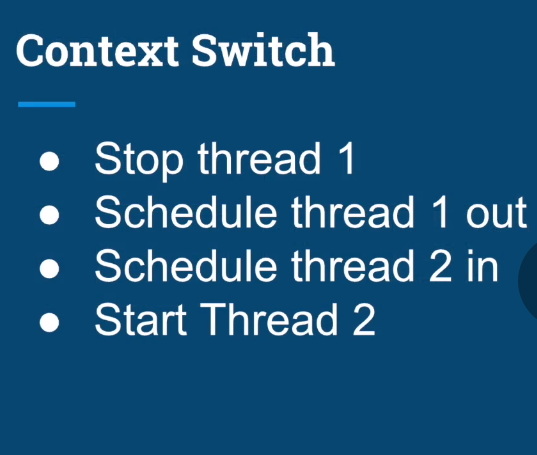 Context Switch
● Stop thread 1
● Schedule thread 1 out
● Schedule thread 2 in
● Start Thread 2